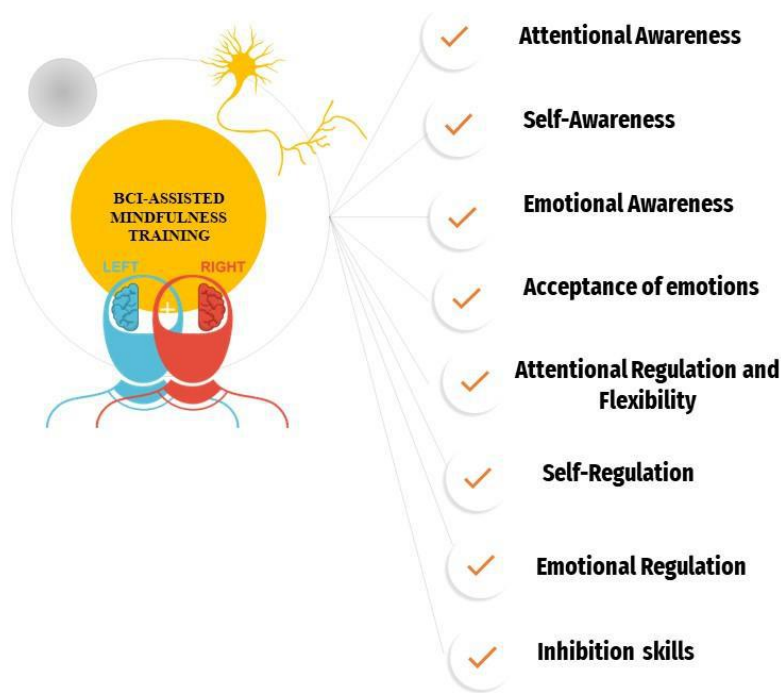 BCI-ASSISTED
MINDFULNESS
TRAINING
LEFT
RIGHT
Attentional Awareness
Self-Awareness
Emotional Awareness
Acceptance of emotions
Attentional Regulation and
Flexibility
Self-Regulation
Emotional Regulation
Inhibition skills